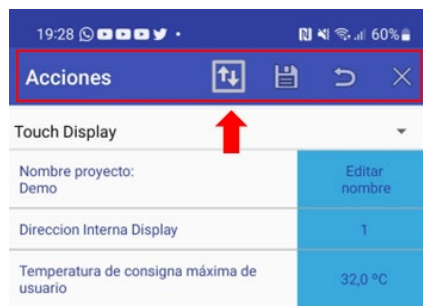 19:28
60%
Acciones
Touch Display
Nombre proyecto:
Demo
Editar
nombre
Direccion Interna Display
1
Temperatura de consigna máxima de
usuario
32,0 ºC